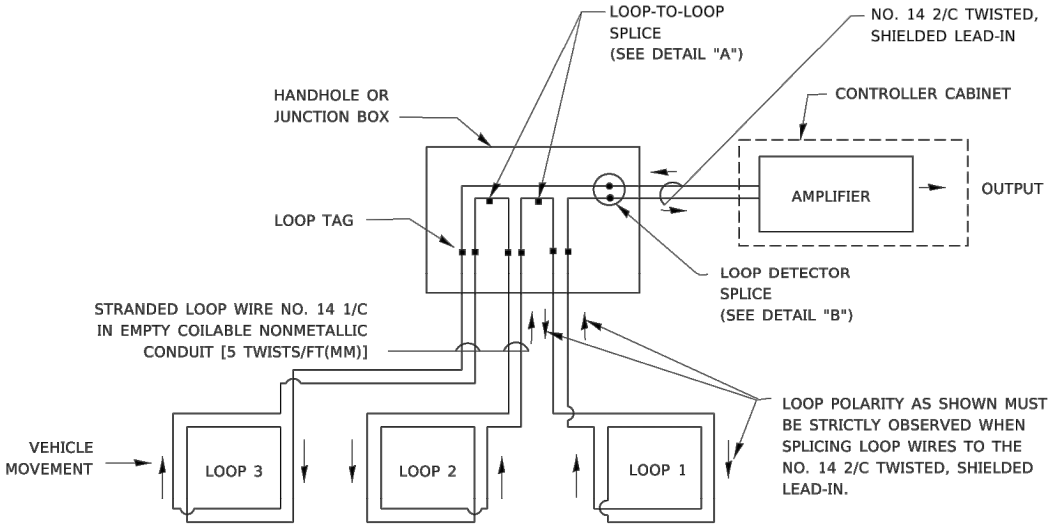 LOOP-TO-LOOP
SPLICE
(SEE DETAIL "A")
NO. 14 2/C TWISTED,
SHIELDED LEAD-IN
HANDHOLE OR
JUNCTION BOX
CONTROLLER CABINET
AMPLIFIER
OUTPUT
LOOP TAG
LOOP DETECTOR
SPLICE
(SEE DETAIL "B")
STRANDED LOOP WIRE NO. 14 1/C
IN EMPTY COILABLE NONMETALLIC
CONDUIT [5 TWISTS/FT(MM)]
LOOP POLARITY AS SHOWN MUST
BE STRICTLY OBSERVED WHEN
SPLICING LOOP WIRES TO THE
NO. 14 2/C TWISTED, SHIELDED
LEAD-IN.
VEHICLE
MOVEMENT
LOOP 3
LOOP 2
LOOP 1